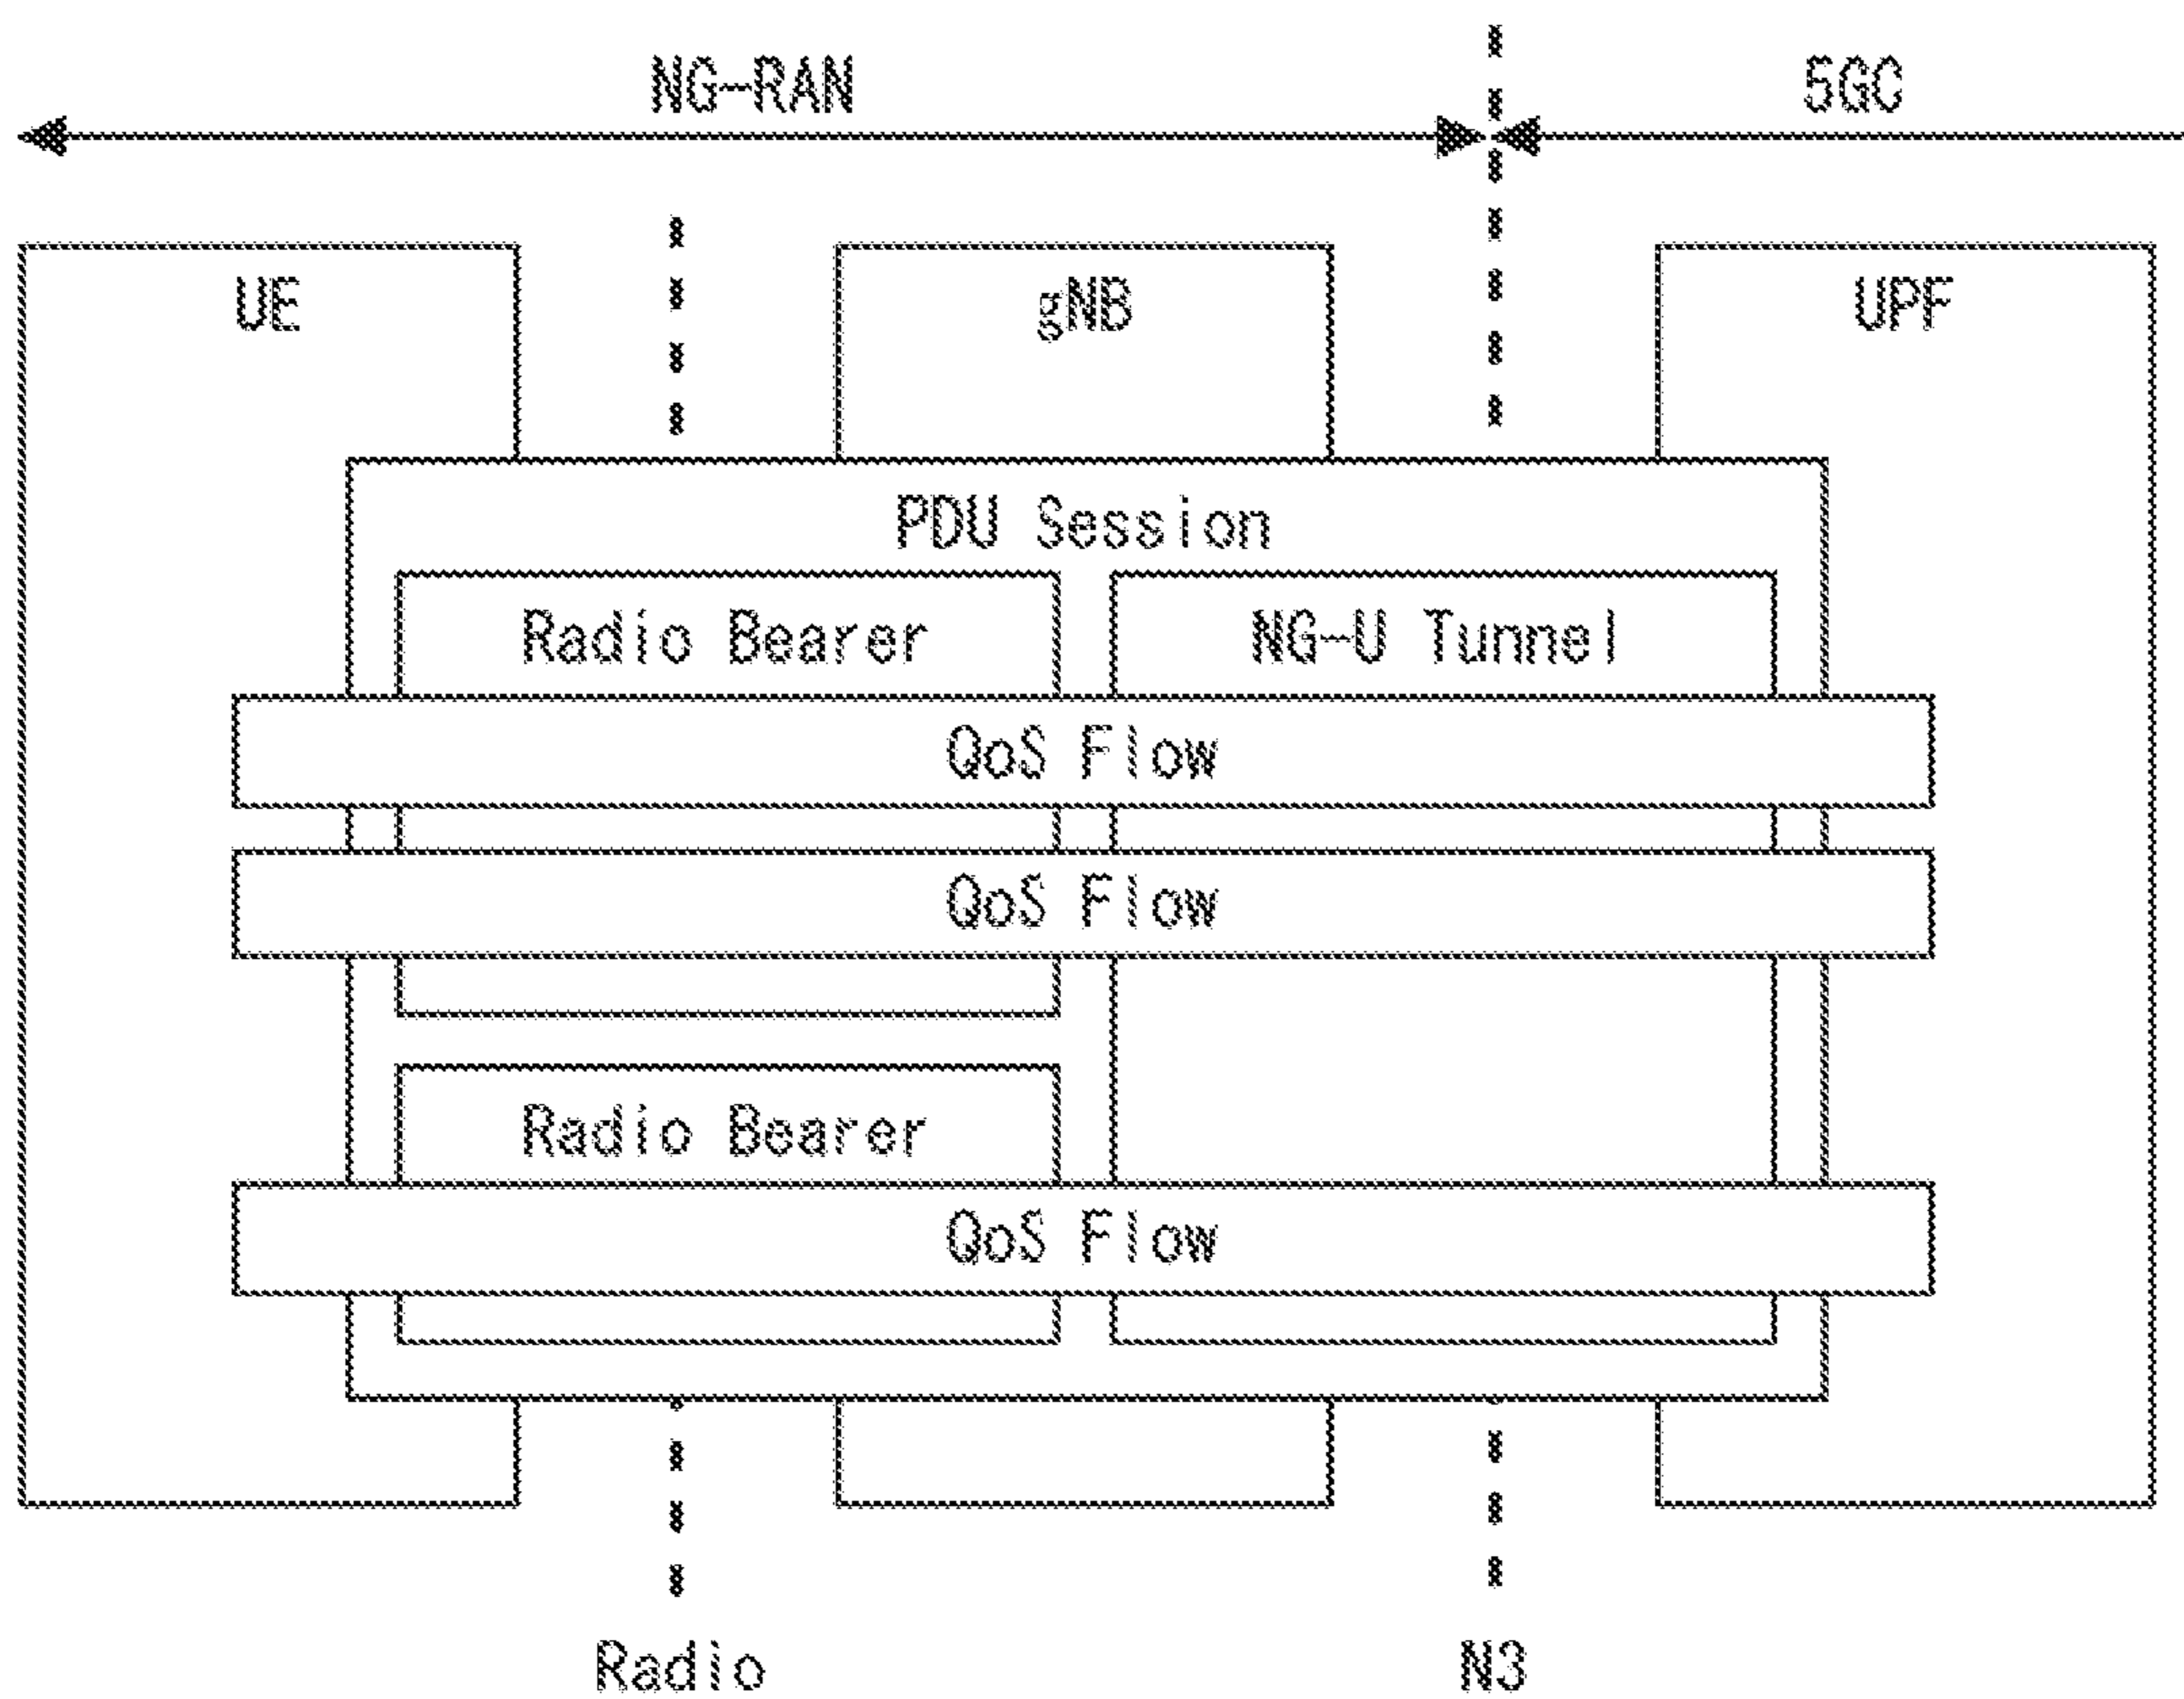 NG-RAN
5GC
UE
gNB
UPF
PDU Session
Radio Bearer
NG-U Tunnel
QoS Flow
QoS Flow
Radio Bearer
QoS Flow
Radio
N3